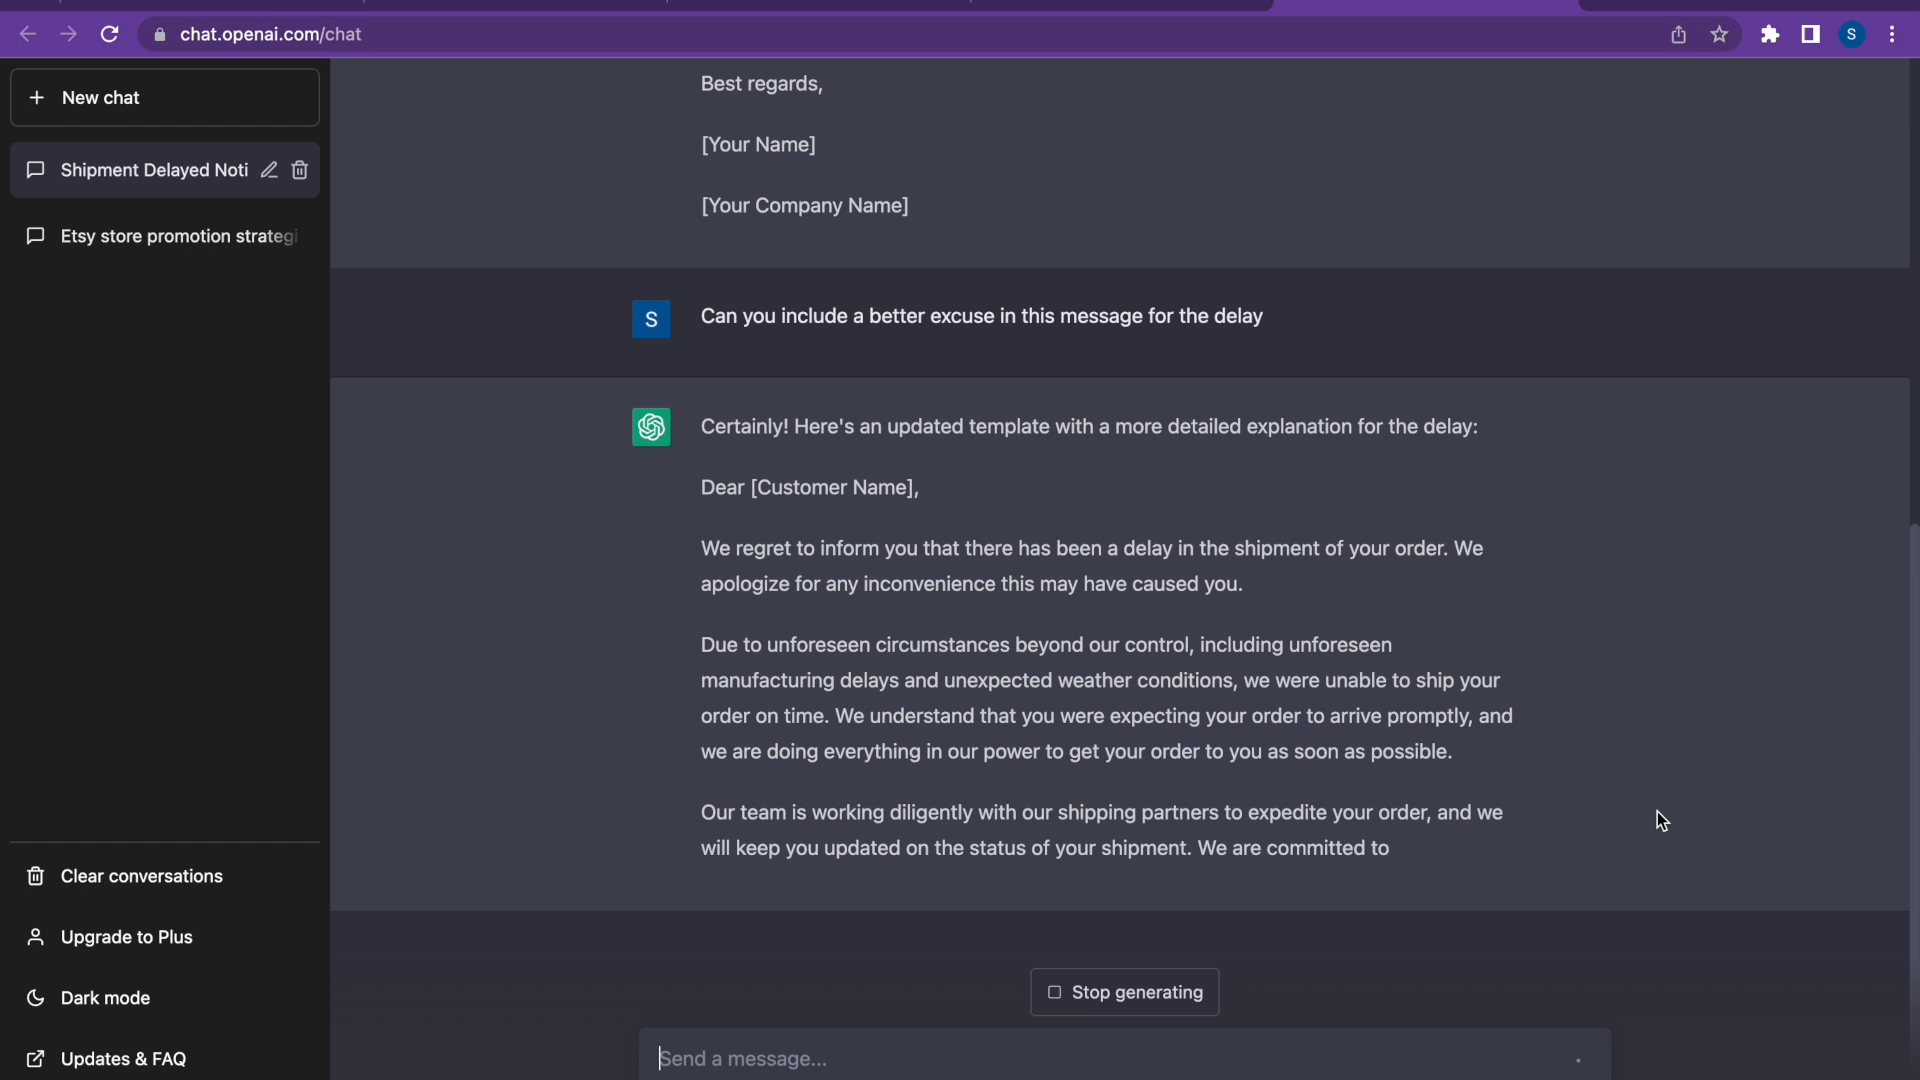 chat.openai.com/chat
S
New chat
Shipment Delayed Noti
Etsy store promotion strategi
Best regards,
[Your Name]
[Your Company Name]
S
Can you include a better excuse in this message for the delay
Certainly! Here's an updated template with a more detailed explanation for the delay:
Dear [Customer Name],
We regret to inform you that there has been a delay in the shipment of your order. We
apologize for any inconvenience this may have caused you.
Due to unforeseen circumstances beyond our control, including unforeseen
manufacturing delays and unexpected weather conditions, we were unable to ship your
order on time. We understand that you were expecting your order to arrive promptly, and
we are doing everything in our power to get your order to you as soon as possible.
Our team is working diligently with our shipping partners to expedite your order, and we
will keep you updated on the status of your shipment. We are committed to
Clear conversations
Upgrade to Plus
Dark mode
Updates & FAQ
Stop generating
Send a message...